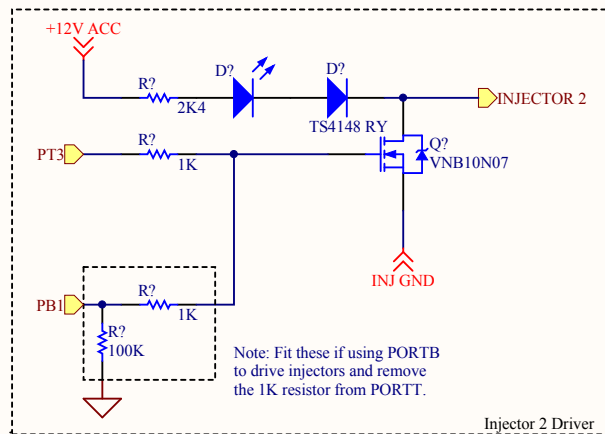 +12V ACC
R?
2K4
D?
D?
TS4148 RY
INJECTOR 2
PT3
R?
1K
Q?
VNB10N07
INJ GND
PB1
R?
1K
R?
100K
Note: Fit these if using PORTB
to drive injectors and remove
the 1K resistor from PORTT.
Injector 2 Driver